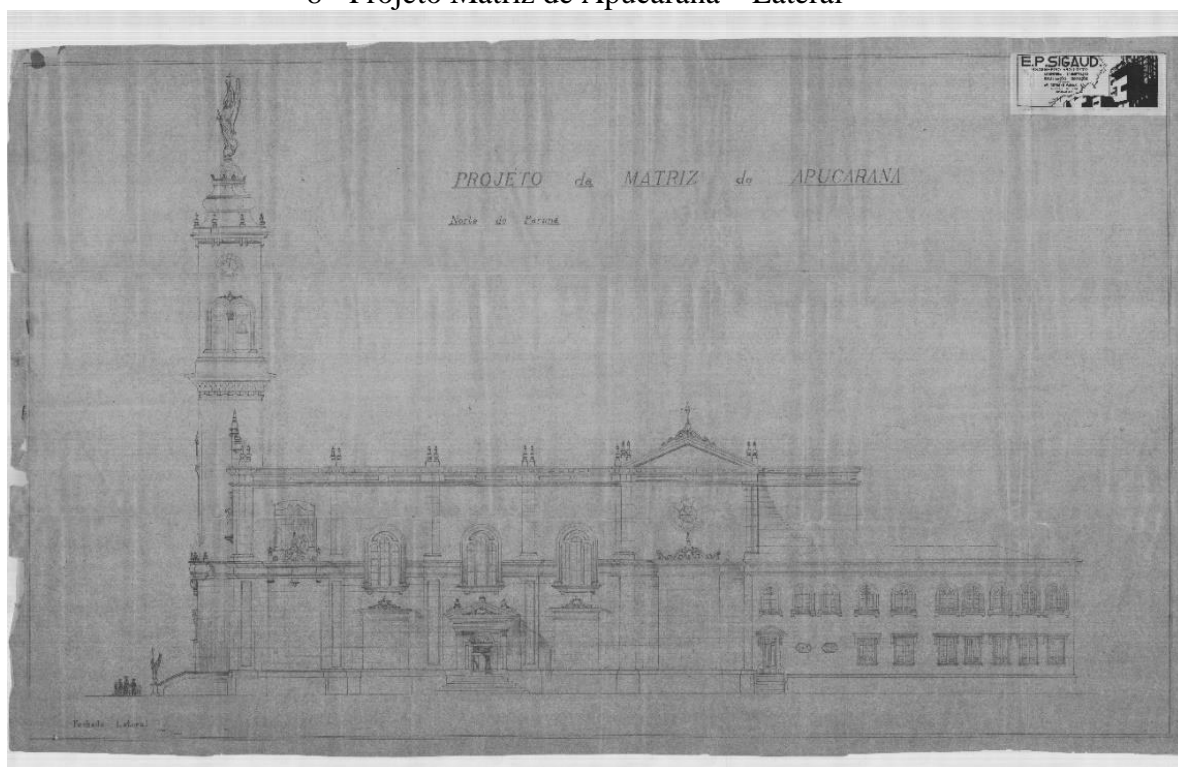 8 - Projeto Matriz de Apucarana – Lateral
E.P. SIGAUD.
PROJETO da MATRIZ de APUCARANA
Norte do Paraná
Fachada Lateral